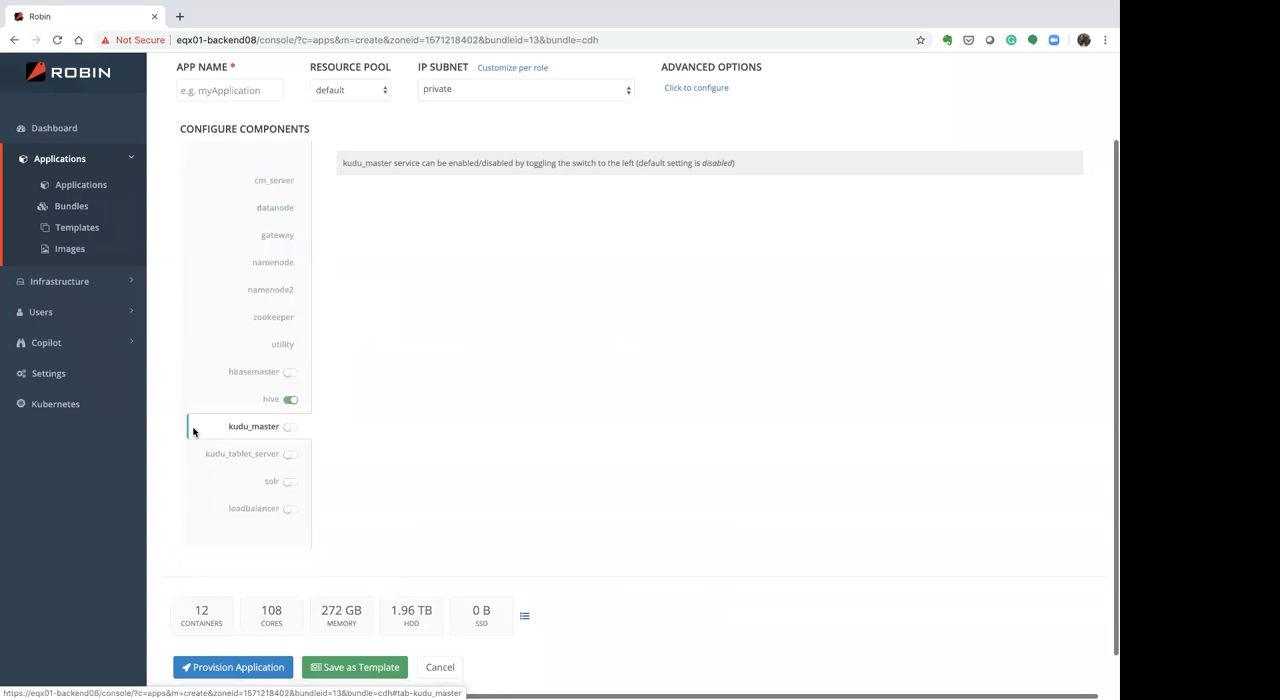 Robin
Not Secure | eqx01-backend08/console/?c=apps&m=create&zoneid=1571218402&bundleid=13&bundle=cdh
ROBIN
Dashboard
Applications
Applications
Bundles
Templates
Images
Infrastructure
Users
Copilot
Settings
Kubernetes
APP NAME * RESOURCE POOL IP SUBNET Customize per role ADVANCED OPTIONS
e.g. myApplication default private Click to configure
CONFIGURE COMPONENTS
kudu_master service can be enabled/disabled by toggling the switch to the left (default setting is disabled)
cm_server
datanode
gateway
namenode
namenode2
zookeeper
utility
hbasemaster
hive
kudu_master
kudu_tablet_server
solr
loadbalancer
12 108 272 GB 1.96 TB 0 B
CONTAINERS CORES MEMORY HDD SSD
Provision Application Save as Template Cancel
https://eqx01-backend08/console/?c=apps&m=create&zoneid=1571218402&bundleid=13&bundle=cdh#tab-kudu_master